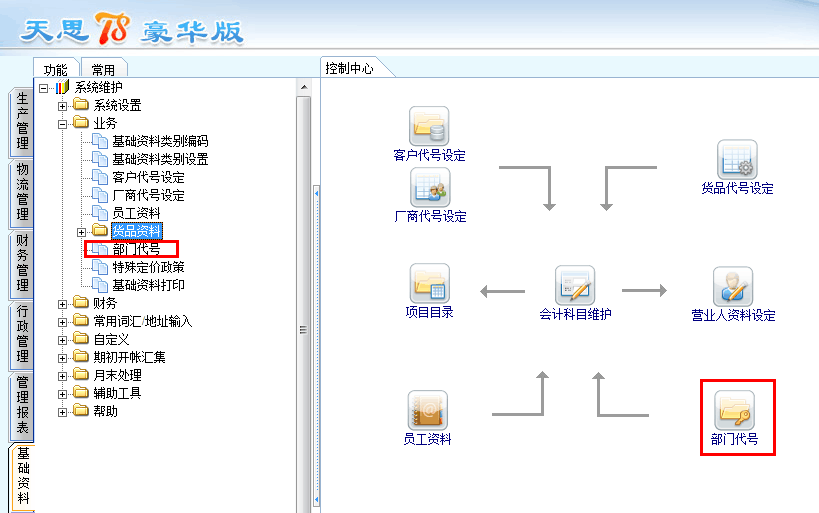 天思T8 豪华版
功能
常用
控制中心
生产管理
物流管理
财务管理
行政管理
管理报表
基础资料
系统维护
系统设置
业务
基础资料类别编码
基础资料类别设置
客户代号设定
厂商代号设定
员工资料
货品资料
部门代号
特殊定价政策
基础资料打印
财务
常用词汇/地址输入
自定义
期初开帐汇集
月末处理
辅助工具
帮助
客户代号设定
厂商代号设定
货品代号设定
项目目录
会计科目维护
营业人资料设定
员工资料
部门代号